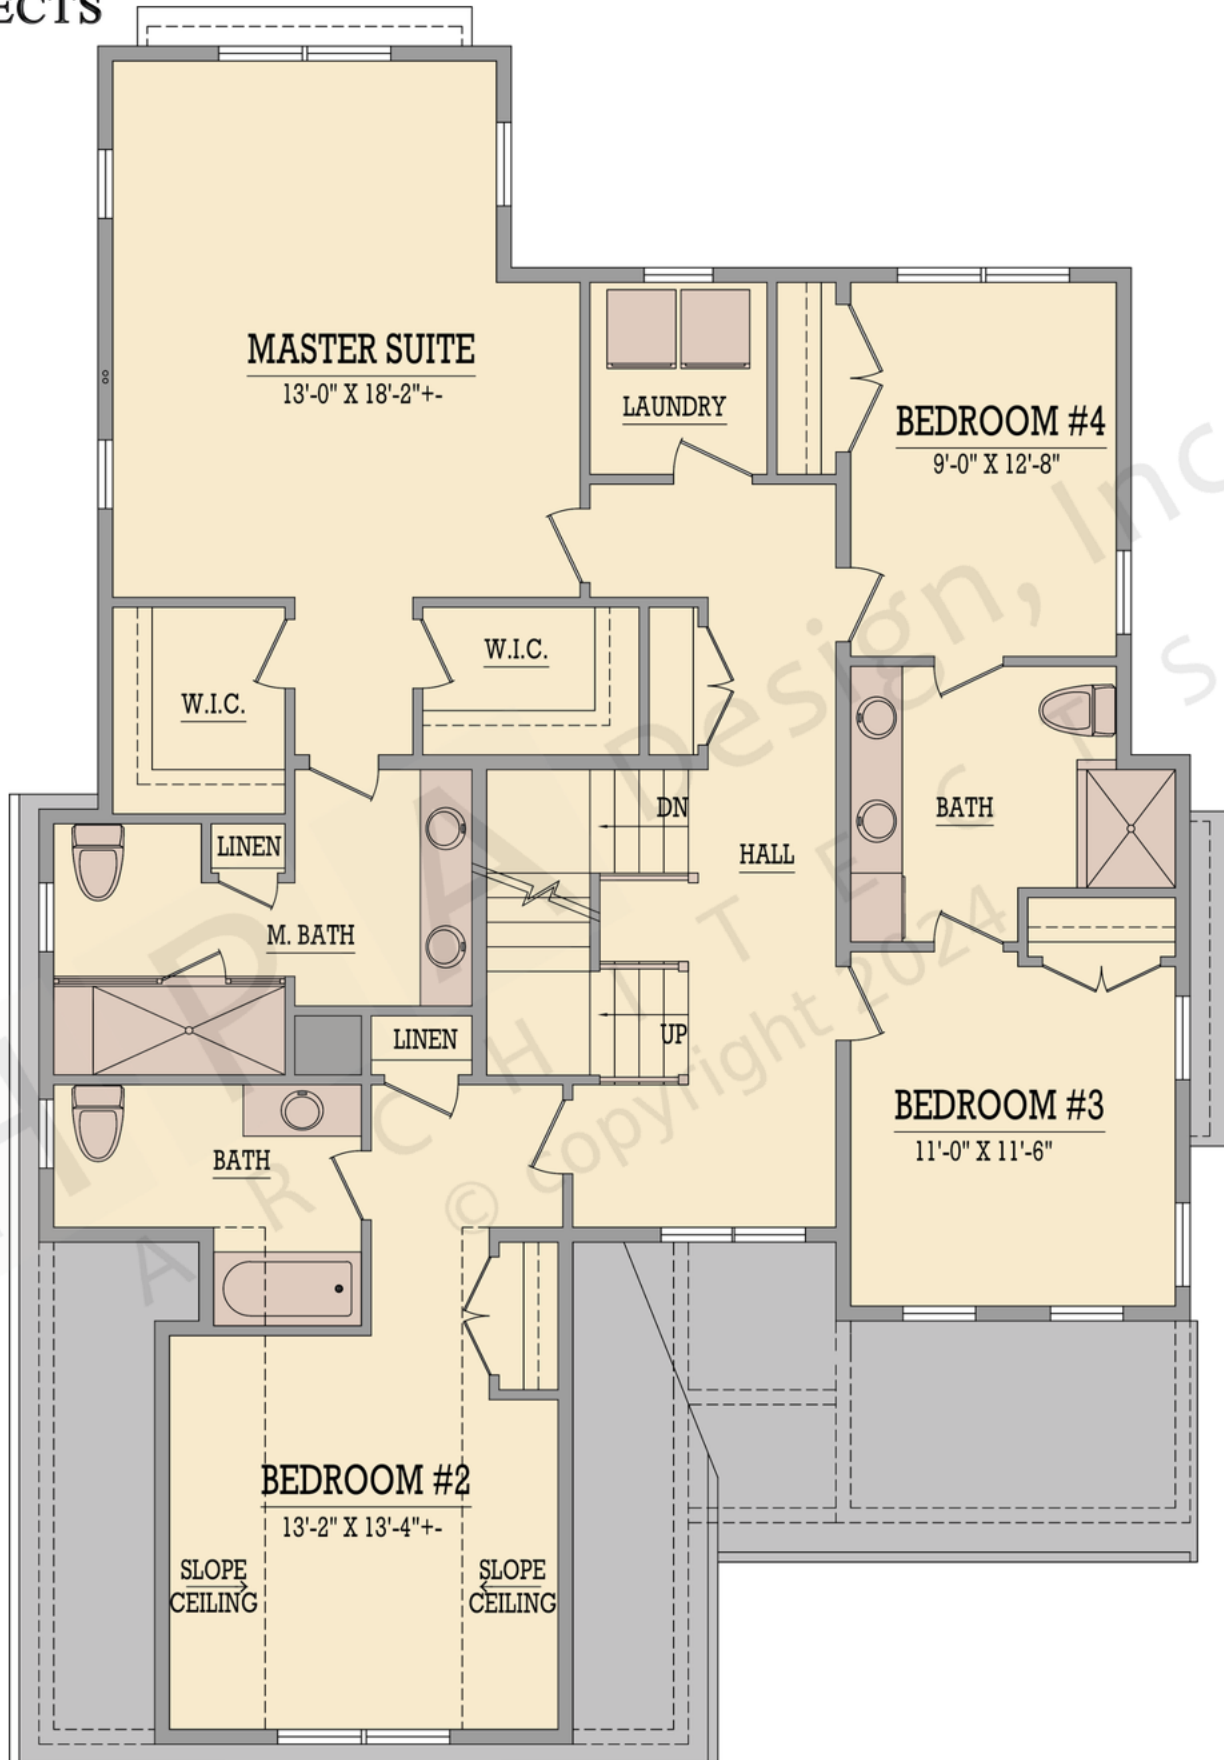 ECTS
MASTER SUITE
13'-0" X 18'-2"+-
LAUNDRY
BEDROOM #4
9'-0" X 12'-8"
W.I.C.
W.I.C.
DN
BATH
LINEN
HALL
M. BATH
LINEN
UP
BEDROOM #3
11'-0" X 11'-6"
BATH
BEDROOM #2
13'-2" X 13'-4"+-
SLOPE
CEILING
SLOPE
CEILING
HPA Design, Inc
ARCHITECTS
© copyright 2024